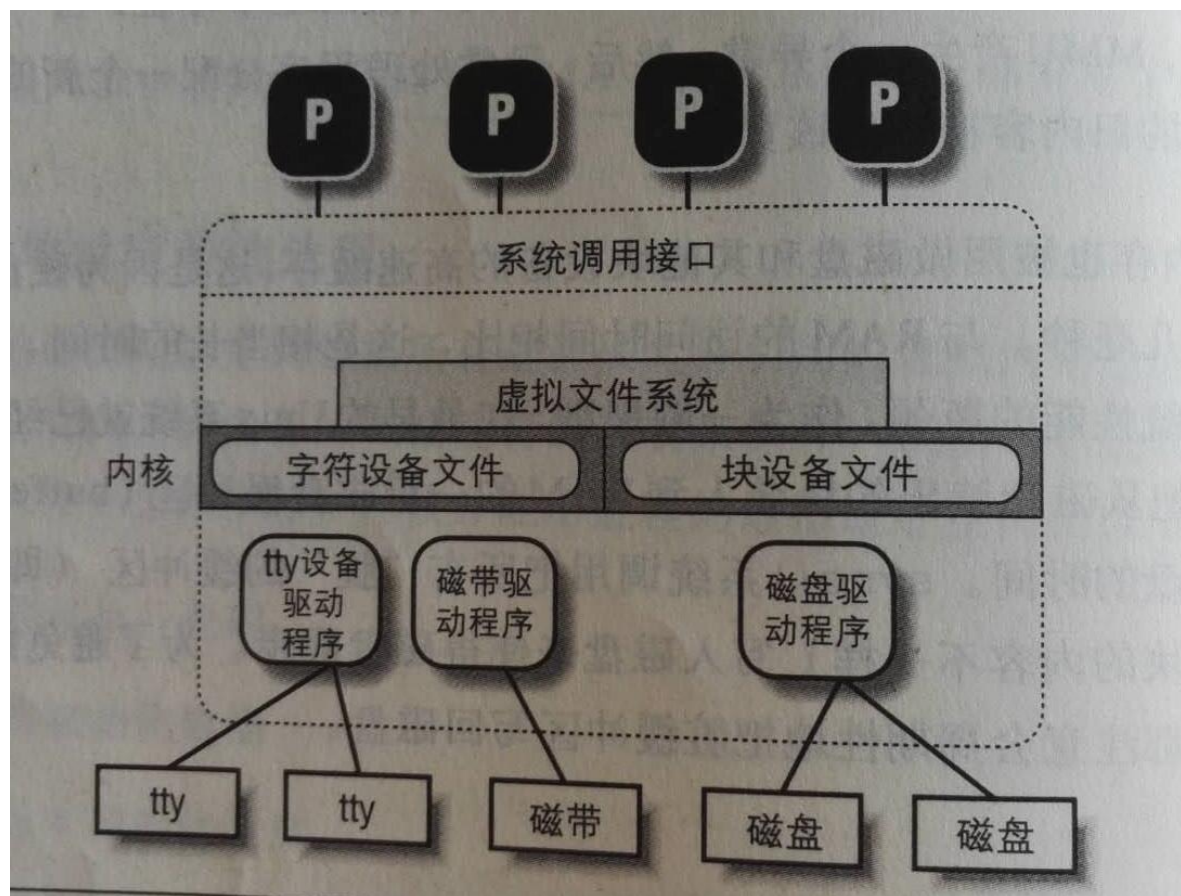 P P P P
系统调用接口
虚拟文件系统
内核
字符设备文件 块设备文件
tty设备
驱动
程序
磁带驱
动程序
磁盘驱
动程序
tty tty 磁带 磁盘 磁盘